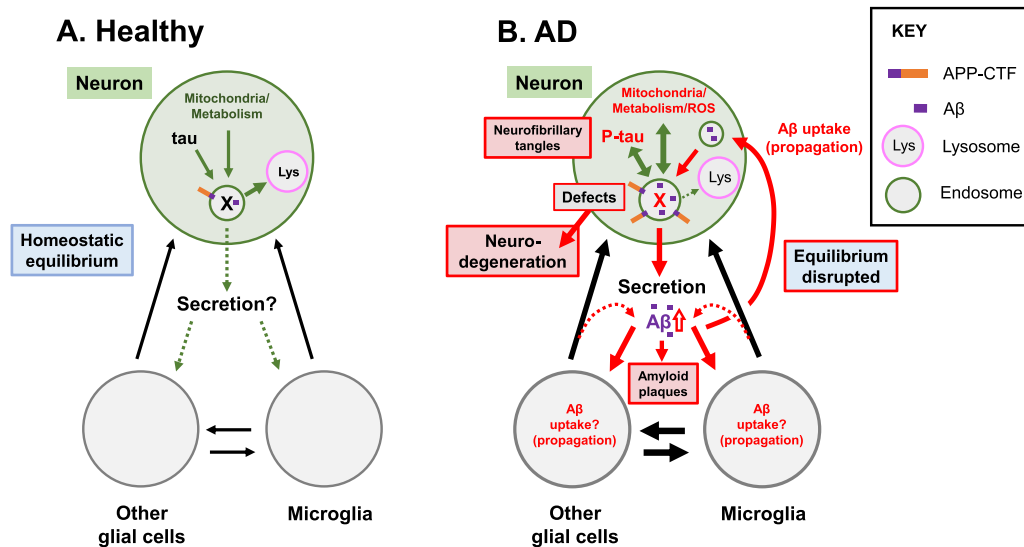 A. Healthy
Neuron
Mitochondria/
Metabolism
tau
Lys
X
Homeostatic
equilibrium
Secretion?
Other
glial cells
Microglia
B. AD
Neuron
Mitochondria/
Metabolism/ROS
Neurofibrillary
tangles
P-tau
Aβ uptake
(propagation)
Lys
X
Defects
Neuro-
degeneration
Equilibrium
disrupted
Secretion
Aβ
Amyloid
plaques
Aβ
uptake?
(propagation)
Aβ
uptake?
(propagation)
Other
glial cells
Microglia
KEY
APP-CTF
Aβ
Lys
Lysosome
Endosome